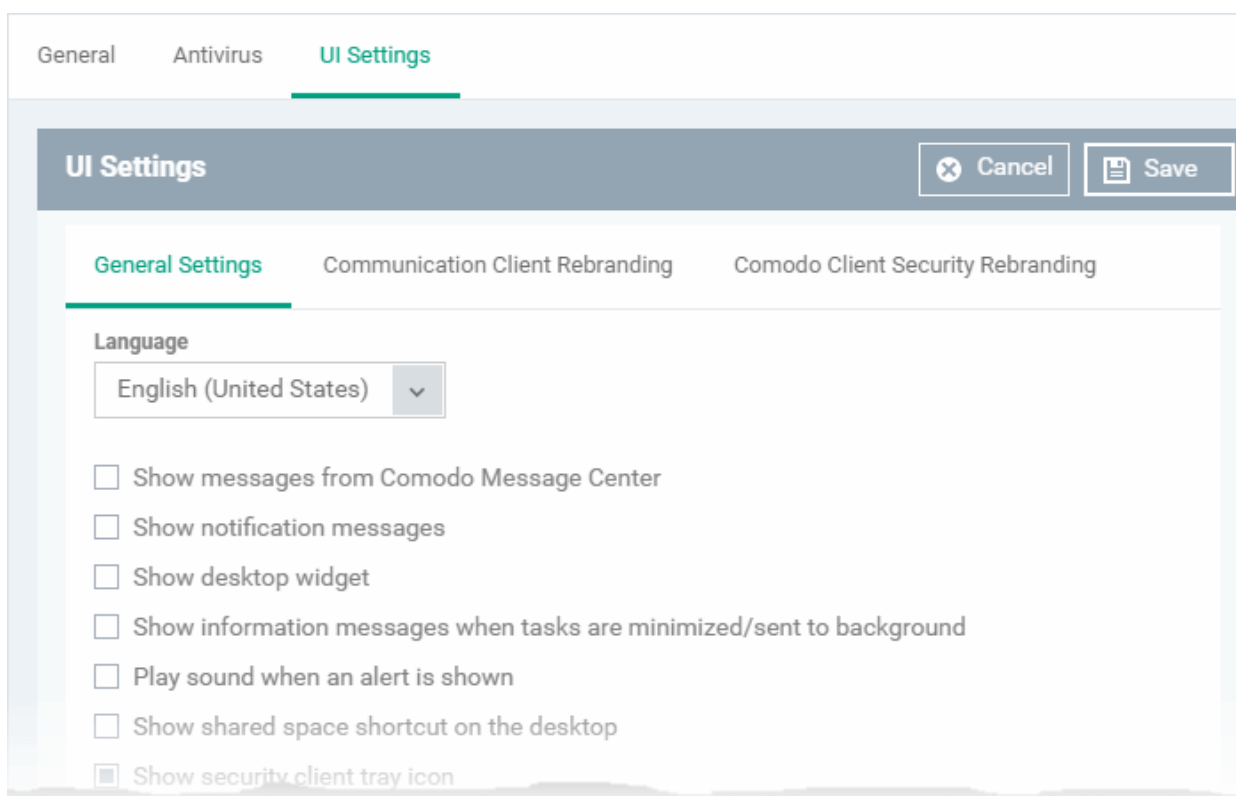 General Antivirus UI Settings
UI Settings Cancel Save
General Settings Communication Client Rebranding Comodo Client Security Rebranding
Language
English (United States)
Show messages from Comodo Message Center
Show notification messages
Show desktop widget
Show information messages when tasks are minimized/sent to background
Play sound when an alert is shown
Show shared space shortcut on the desktop
Show security client tray icon